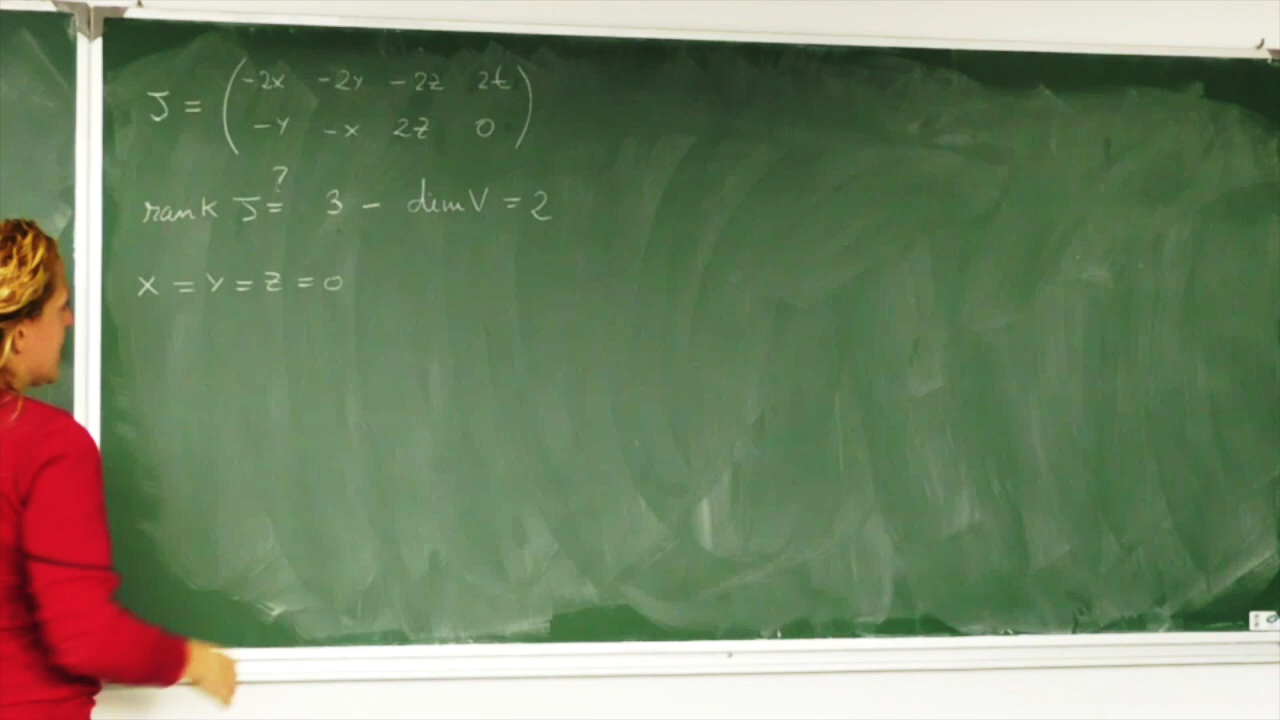 J = ( -2x -2y -2z 2t
-y -x 2z 0 )
?
rank J = 3 - dim V = 2
x = y = z = 0